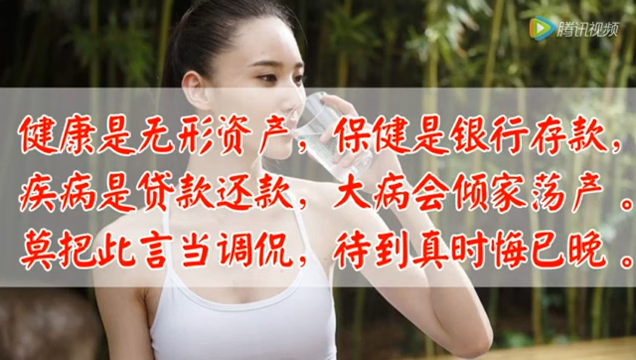 腾讯视频
健康是无形资产，保健是银行存款，
疾病是贷款还款，大病会倾家荡产。
莫把此言当调侃，待到真时悔已晚。